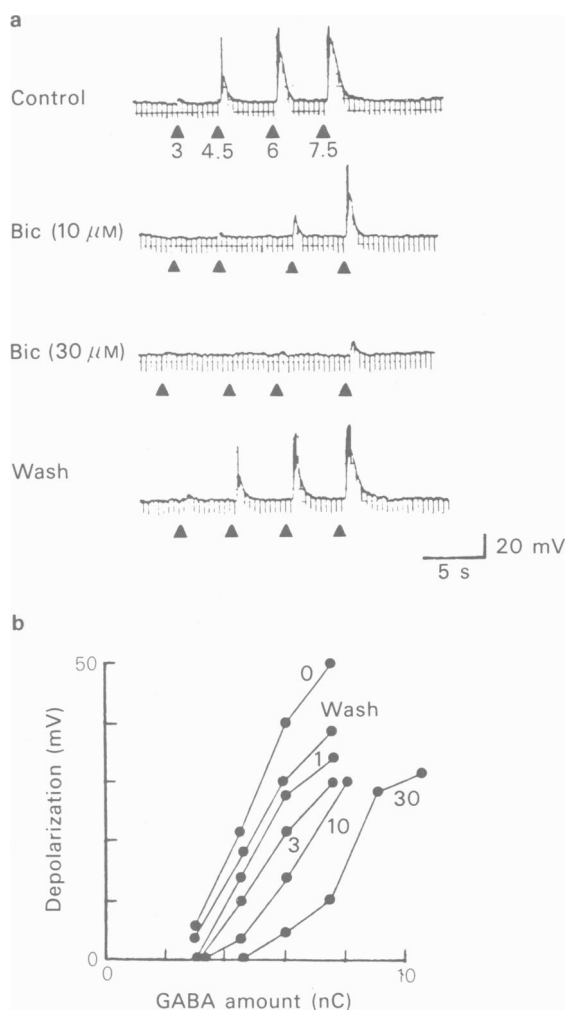 a
Control
3 4.5 6 7.5
Bic (10 μM)
Bic (30 μM)
Wash
20 mV
5 s
b
50
0
Wash
1
30
3
10
Depolarization (mV)
0
0 10
GABA amount (nC)